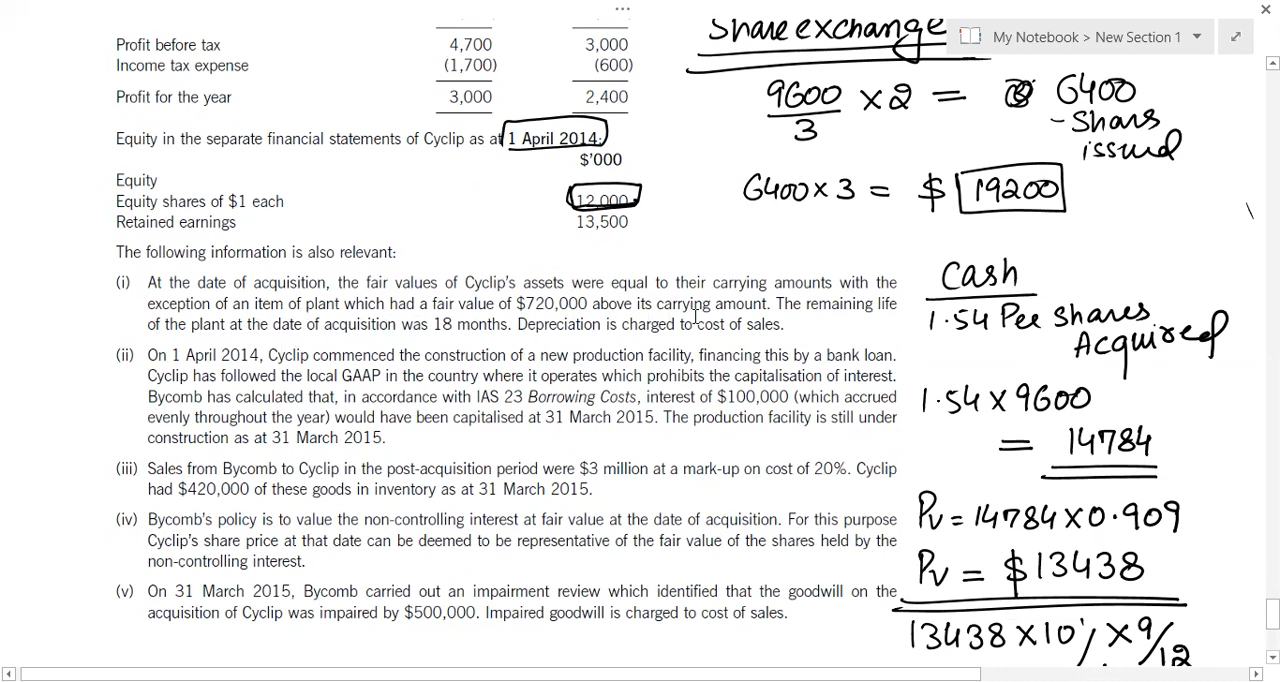 ...
My Notebook > New Section 1
Profit before tax 4,700 3,000
Income tax expense (1,700) (600)
Profit for the year 3,000 2,400
Equity in the separate financial statements of Cyclip as at 1 April 2014:
$'000
Equity
Equity shares of $1 each 12,000
Retained earnings 13,500
The following information is also relevant:
(i) At the date of acquisition, the fair values of Cyclip's assets were equal to their carrying amounts with the
exception of an item of plant which had a fair value of $720,000 above its carrying amount. The remaining life
of the plant at the date of acquisition was 18 months. Depreciation is charged to cost of sales.
(ii) On 1 April 2014, Cyclip commenced the construction of a new production facility, financing this by a bank loan.
Cyclip has followed the local GAAP in the country where it operates which prohibits the capitalisation of interest.
Bycomb has calculated that, in accordance with IAS 23 Borrowing Costs, interest of $100,000 (which accrued
evenly throughout the year) would have been capitalised at 31 March 2015. The production facility is still under
construction as at 31 March 2015.
(iii) Sales from Bycomb to Cyclip in the post-acquisition period were $3 million at a mark-up on cost of 20%. Cyclip
had $420,000 of these goods in inventory as at 31 March 2015.
(iv) Bycomb's policy is to value the non-controlling interest at fair value at the date of acquisition. For this purpose
Cyclip's share price at that date can be deemed to be representative of the fair value of the shares held by the
non-controlling interest.
(v) On 31 March 2015, Bycomb carried out an impairment review which identified that the goodwill on the
acquisition of Cyclip was impaired by $500,000. Impaired goodwill is charged to cost of sales.
Share exchange
9600/3 × 2 = 6400
- Shars
issued
6400 × 3 = $ 19200
Cash
1.54 Per Shares
Acquired
1.54 × 9600
= 14784
Pv = 14784 × 0.909
Pv = $13438
13438 × 10% × 9/12